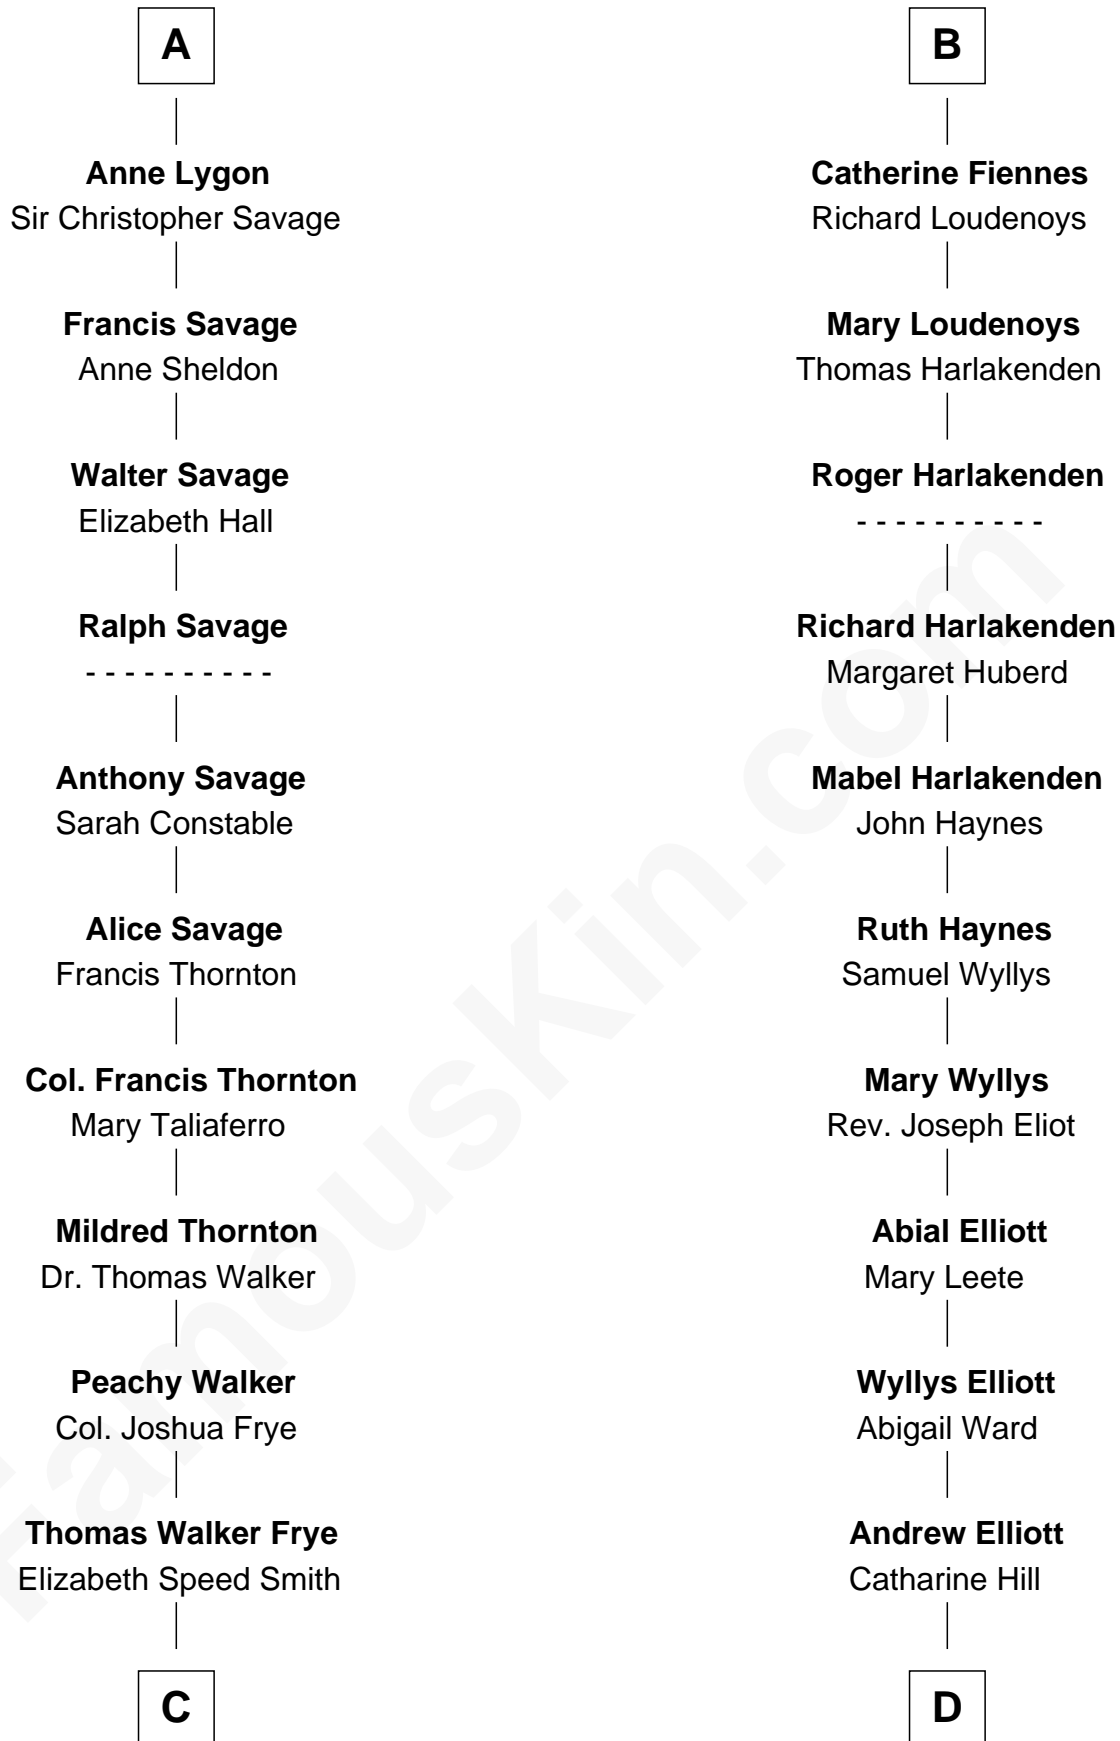 A
Anne Lygon
Sir Christopher Savage
Francis Savage
Anne Sheldon
Walter Savage
Elizabeth Hall
Ralph Savage
- - - - - - - - - -
Anthony Savage
Sarah Constable
Alice Savage
Francis Thornton
Col. Francis Thornton
Mary Taliaferro
Mildred Thornton
Dr. Thomas Walker
Peachy Walker
Col. Joshua Frye
Thomas Walker Frye
Elizabeth Speed Smith
C
B
Catherine Fiennes
Richard Loudenoys
Mary Loudenoys
Thomas Harlakenden
Roger Harlakenden
- - - - - - - - - -
Richard Harlakenden
Margaret Huberd
Mabel Harlakenden
John Haynes
Ruth Haynes
Samuel Wyllys
Mary Wyllys
Rev. Joseph Eliot
Abial Elliott
Mary Leete
Wyllys Elliott
Abigail Ward
Andrew Elliott
Catharine Hill
D
FamousKin.com